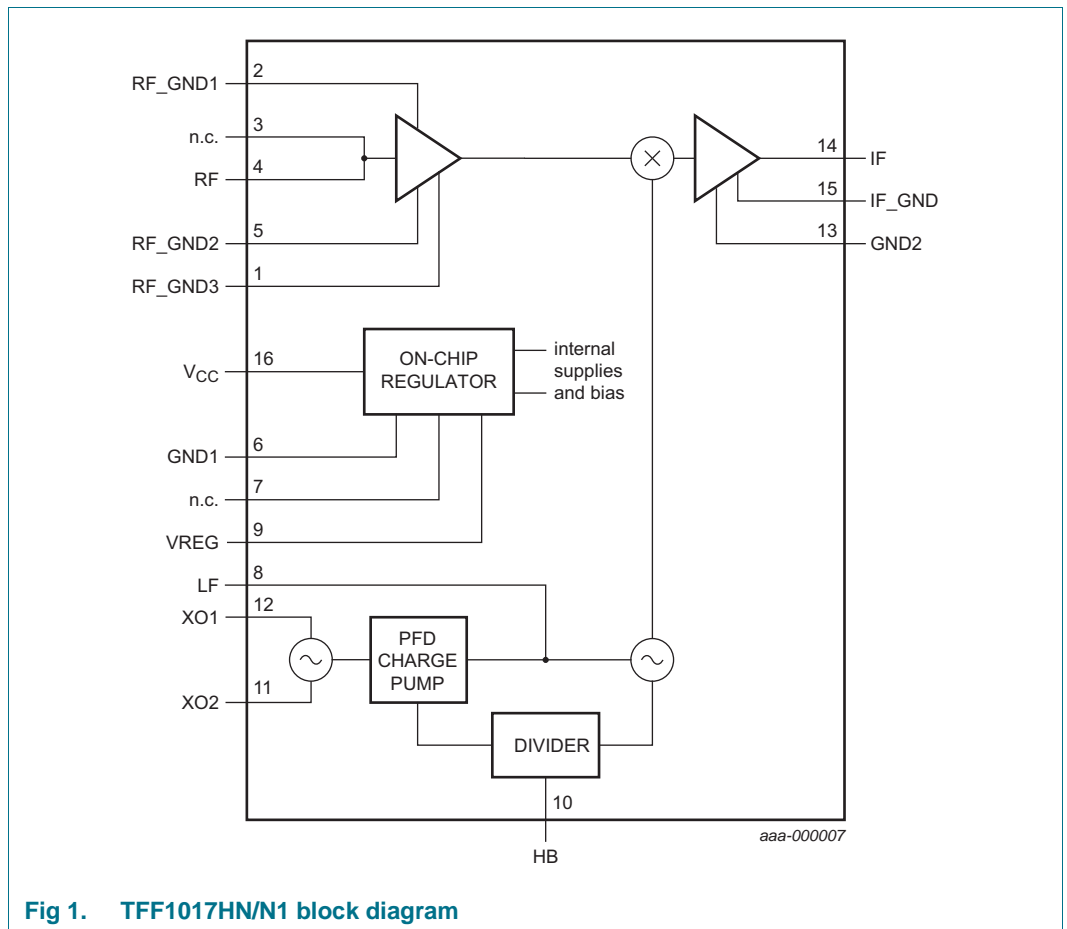 RF_GND1
2
n.c.
3
RF
4
RF_GND2
5
RF_GND3
1
14
IF
15
IF_GND
13
GND2
VCC
16
ON-CHIP
REGULATOR
internal
supplies
and bias
GND1
6
n.c.
7
VREG
9
LF
8
XO1
12
XO2
11
PFD
CHARGE
PUMP
DIVIDER
10
HB
aaa-000007
Fig 1. TFF1017HN/N1 block diagram